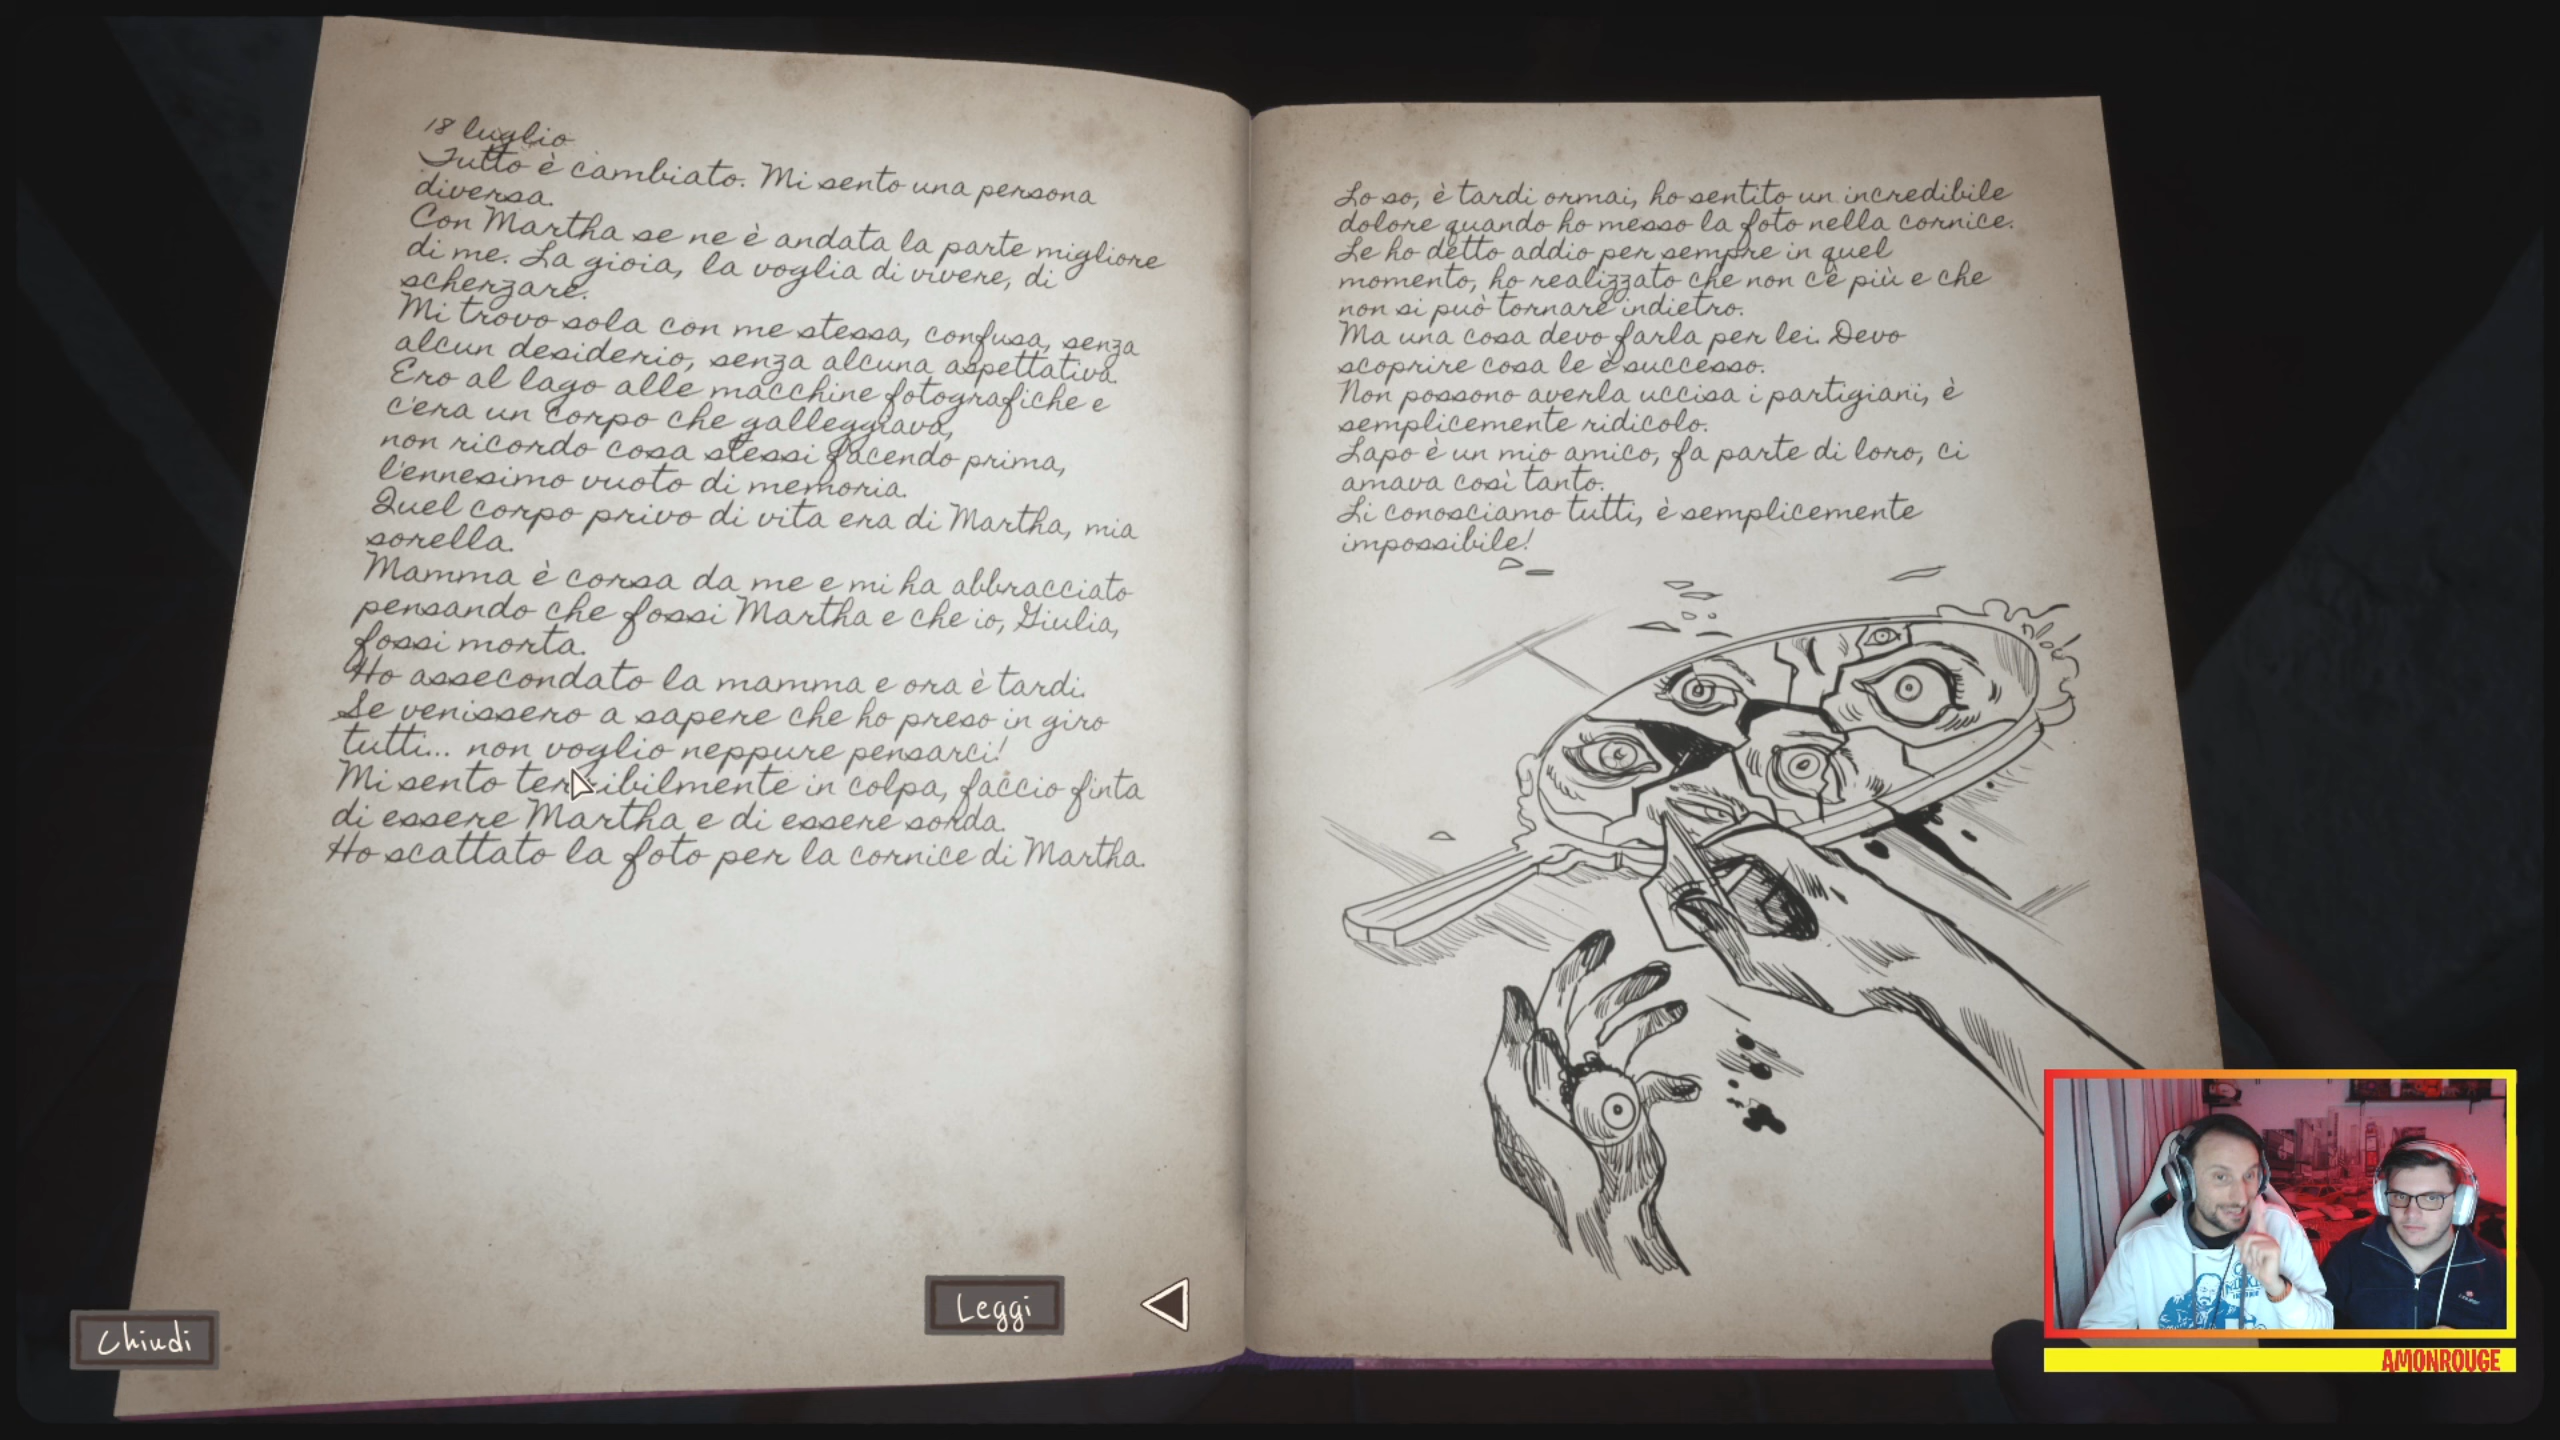 18 luglio
Tutto è cambiato. Mi sento una persona
diversa.
Con Martha se ne è andata la parte migliore
di me. La gioia, la voglia di vivere, di
scherzare.
Mi trovo sola con me stessa, confusa, senza
alcun desiderio, senza alcuna aspettativa.
Ero al lago alle macchine fotografiche e
c'era un corpo che galleggiava,
non ricordo cosa stessi facendo prima,
l'ennesimo vuoto di memoria.
Quel corpo privo di vita era di Martha, mia
sorella.
Mamma è corsa da me e mi ha abbracciato
pensando che fossi Martha e che io, Giulia,
fossi morta.
Ho assecondato la mamma e ora è tardi.
Se venissero a sapere che ho preso in giro
tutti... non voglio neppure pensarci!
Mi sento terribilmente in colpa, faccio finta
di essere Martha e di essere sorda.
Ho scattato la foto per la cornice di Martha.
Lo so, è tardi ormai, ho sentito un incredibile
dolore quando ho messo la foto nella cornice.
Le ho detto addio per sempre in quel
momento, ho realizzato che non c'è più e che
non si può tornare indietro.
Ma una cosa devo farla per lei. Devo
scoprire cosa le è successo.
Non possono averla uccisa i partigiani, è
semplicemente ridicolo.
Lapo è un mio amico, fa parte di loro, ci
amava così tanto.
Li conosciamo tutti, è semplicemente
impossibile!
Leggi
Chiudi
AMONROUGE